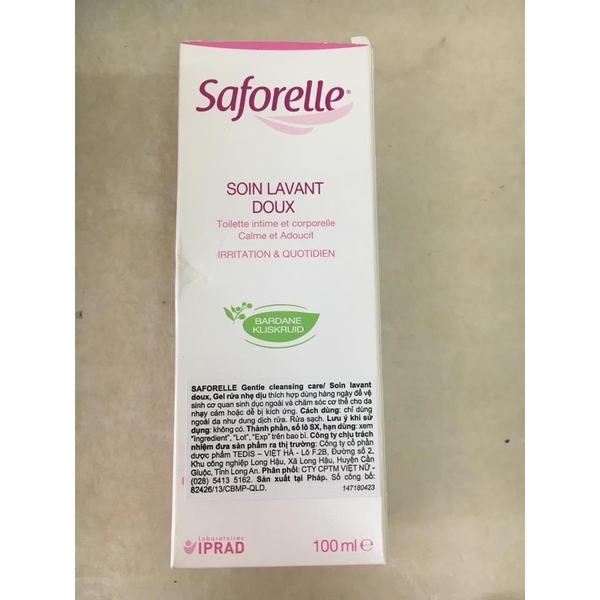 Saforelle®
SOIN LAVANT
DOUX
Toilette intime et corporelle
Calme et Adoucit
IRRITATION & QUOTIDIEN
BARDANE
KLISKRUID
SAFORELLE Gentle cleansing care/ Soin lavant
doux, Gel rửa nhẹ dịu thích hợp dùng hàng ngày để vệ
sinh cơ quan sinh dục ngoài và chăm sóc cơ thể cho da
nhạy cảm hoặc dễ bị kích ứng. Cách dùng: chỉ dùng
ngoài da như dung dịch rửa. Rửa sạch. Lưu ý khi sử
dụng: không có. Thành phần, số lô SX, hạn dùng: xem
"Ingredient", "Lot", "Exp" trên bao bì. Công ty chịu trách
nhiệm đưa sản phẩm ra thị trường: Công ty cổ phần
dược phẩm TEDIS – VIỆT HÀ - Lô F.2B, Đường số 2,
Khu công nghiệp Long Hậu, Xã Long Hậu, Huyện Cần
Giuộc, Tỉnh Long An. Phân phối: CTY CPTM VIỆT NỮ -
(028) 5413 5162. Sản xuất tại Pháp. Số công bố:
82426/13/CBMP-QLD. 147180423
Laboratoires
IPRAD
100 ml e